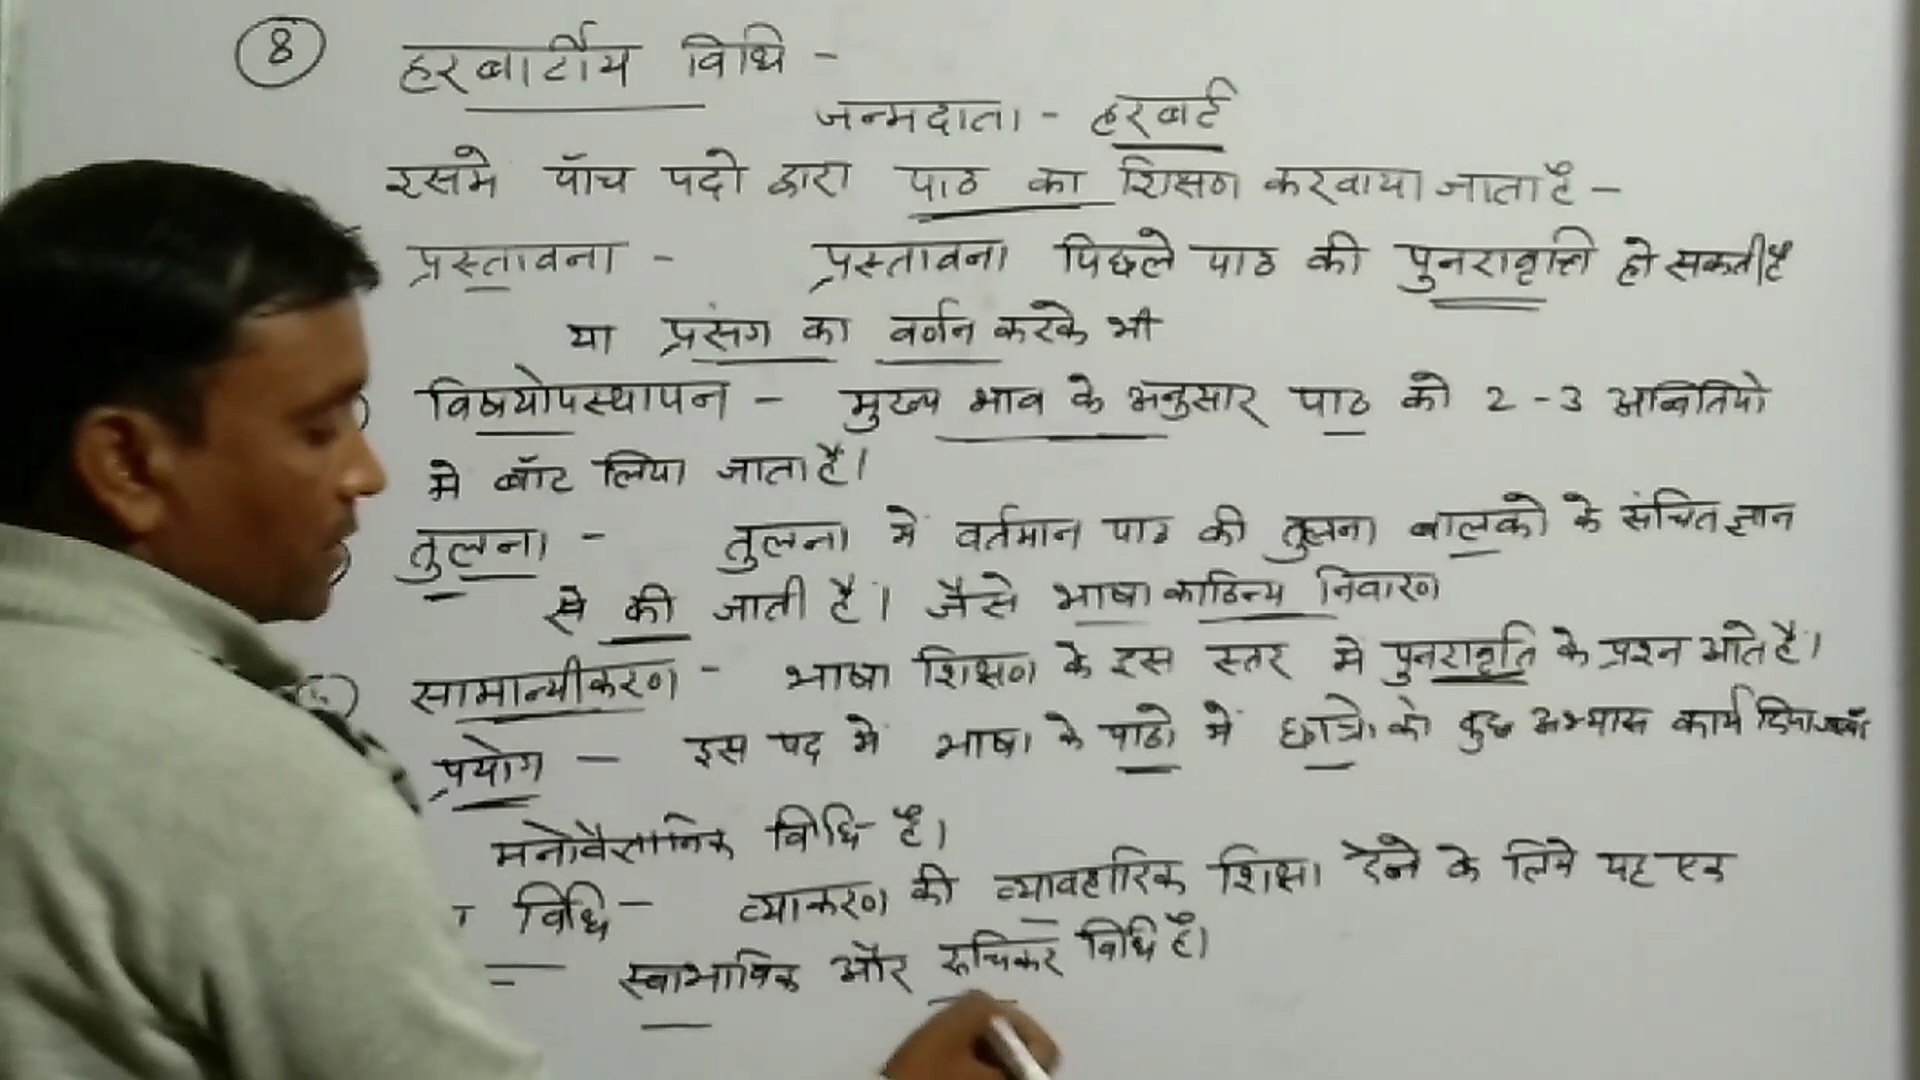 8 हरबार्टीय विधि -
जन्मदाता - हरबर्ट
इसमे पाँच पदो द्वारा पाठ का शिक्षण करवाया जाता है -
प्रस्तावना - प्रस्तावना पिछले पाठ की पुनरावृत्ति हो सकती है
या प्रसंग का वर्णन करके भी
विषयोपस्थापन - मुख्य भाव के अनुसार पाठ को 2 - 3 अन्वितियो
मे बाँट लिया जाता है।
तुलना - तुलना में वर्तमान पाठ की तुलना बालको के संचित ज्ञान
से की जाती है। जैसे भाषा काठिन्य निवारण
सामान्यीकरण - भाषा शिक्षण के इस स्तर मे पुनरावृति के प्रश्न आते है।
प्रयोग - इस पद में भाषा के पाठो में छात्रो को कुछ अभ्यास कार्य दिया
मनोवैज्ञानिक विधि है।
विधि - व्याकरण की व्यावहारिक शिक्षा देने के लिये यह एक
स्वाभाविक और रुचिकर विधि है।